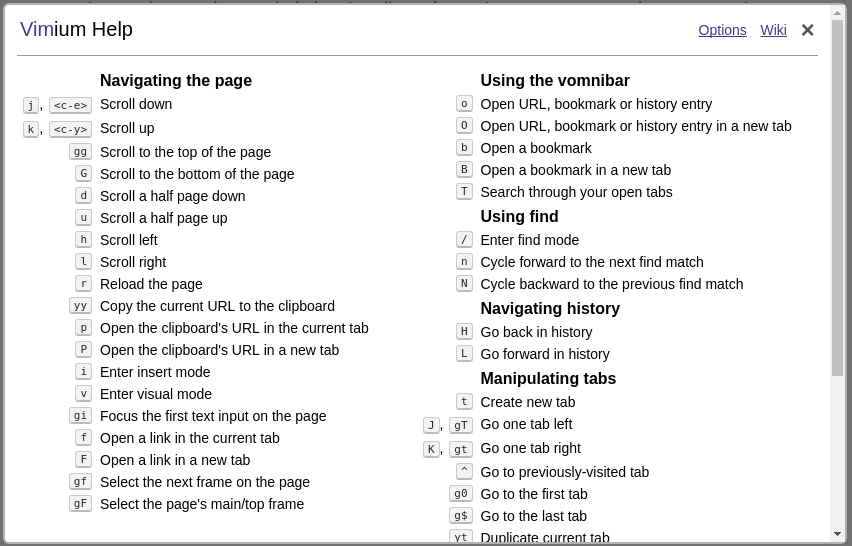 Vimium Help
Options Wiki ✕
Navigating the page
j, <c-e> Scroll down
k, <c-y> Scroll up
gg Scroll to the top of the page
G Scroll to the bottom of the page
d Scroll a half page down
u Scroll a half page up
h Scroll left
l Scroll right
r Reload the page
yy Copy the current URL to the clipboard
p Open the clipboard's URL in the current tab
P Open the clipboard's URL in a new tab
i Enter insert mode
v Enter visual mode
gi Focus the first text input on the page
f Open a link in the current tab
F Open a link in a new tab
gf Select the next frame on the page
gF Select the page's main/top frame
Using the vomnibar
o Open URL, bookmark or history entry
O Open URL, bookmark or history entry in a new tab
b Open a bookmark
B Open a bookmark in a new tab
T Search through your open tabs
Using find
/ Enter find mode
n Cycle forward to the next find match
N Cycle backward to the previous find match
Navigating history
H Go back in history
L Go forward in history
Manipulating tabs
t Create new tab
J, gT Go one tab left
K, gt Go one tab right
^ Go to previously-visited tab
g0 Go to the first tab
g$ Go to the last tab
yt Duplicate current tab